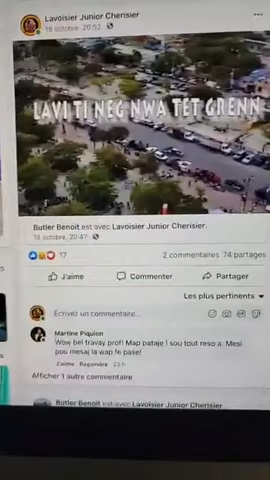 Lavoisier Junior Cherisier
18 octobre, 20:52
LAVI TI NEG NWA TET GRENN
Butler Benoit est avec Lavoisier Cherisier.
18 octobre, 20:47
17
2 commentaires 74 partages
J'aime
Commenter
Partager
Les plus pertinents
Écrivez un commentaire...
Martine Piquion
Wow bel travay prof! Map pataje l sou tout reso a. Mesi
pou mesaj la wap fe pase!
J'aime Répondre 23 h
Afficher 1 autre commentaire
Butler Benoit est avec Lavoisier Cherisier